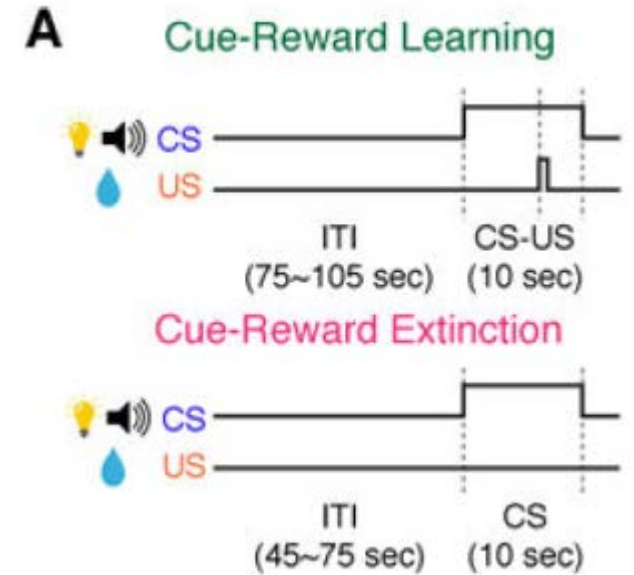 A
Cue-Reward Learning
CS
US
ITI CS-US
(75~105 sec) (10 sec)
Cue-Reward Extinction
CS
US
ITI CS
(45~75 sec) (10 sec)